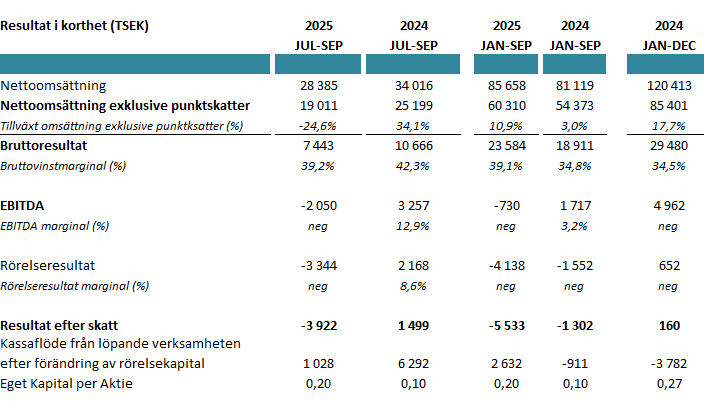 Resultat i korthet (TSEK) 2025 2024 2025 2024 2024
JUL-SEP JUL-SEP JAN-SEP JAN-SEP JAN-DEC
Nettoomsättning 28 385 34 016 85 658 81 119 120 413
Nettoomsättning exklusive punktskatter 19 011 25 199 60 310 54 373 85 401
Tillväxt omsättning exklusive punktksatter (%) -24,6% 34,1% 10,9% 3,0% 17,7%
Bruttoresultat 7 443 10 666 23 584 18 911 29 480
Bruttovinstmarginal (%) 39,2% 42,3% 39,1% 34,8% 34,5%
EBITDA -2 050 3 257 -730 1 717 4 962
EBITDA marginal (%) neg 12,9% neg 3,2% neg
Rörelseresultat -3 344 2 168 -4 138 -1 552 652
Rörelseresultat marginal (%) neg 8,6% neg neg neg
Resultat efter skatt -3 922 1 499 -5 533 -1 302 160
Kassaflöde från löpande verksamheten
efter förändring av rörelsekapital 1 028 6 292 2 632 -911 -3 782
Eget Kapital per Aktie 0,20 0,10 0,20 0,10 0,27